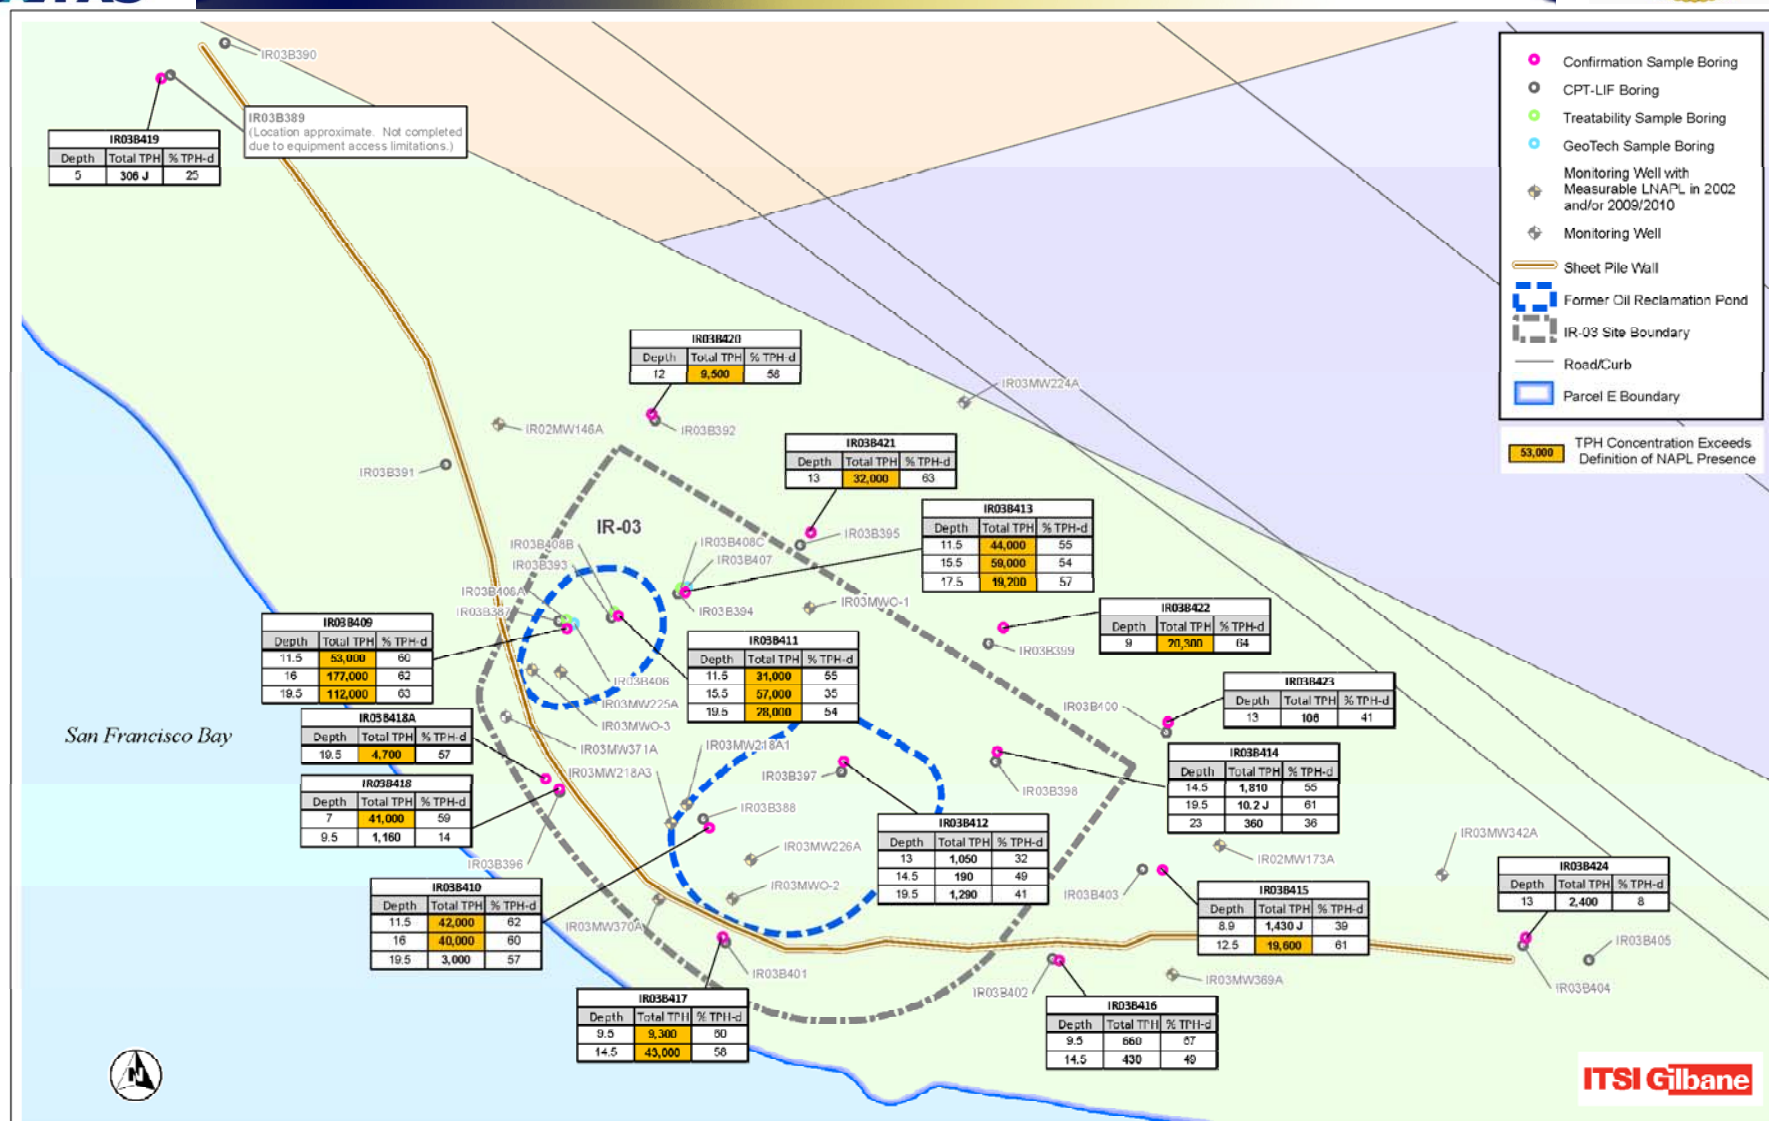 IR03B390
IR03B389
(Location approximate. Not completed
due to equipment access limitations.)
IR03B419
Depth Total TPH % TPH-d
5 306 J 25
Confirmation Sample Boring
CPT-LIF Boring
Treatability Sample Boring
GeoTech Sample Boring
Monitoring Well with
Measurable LNAPL in 2002
and/or 2009/2010
Monitoring Well
Sheet Pile Wall
Former Oil Reclamation Pond
IR-03 Site Boundary
Road/Curb
Parcel E Boundary
53,000 TPH Concentration Exceeds
Definition of NAPL Presence
IR03B420
Depth Total TPH % TPH-d
12 9,500 58
IR03MW224A
IR02MW146A
IR03B392
IR03B391
IR03B421
Depth Total TPH % TPH-d
13 32,000 63
IR03B395
IR03B413
Depth Total TPH % TPH-d
11.5 44,000 55
15.5 59,000 54
17.5 19,200 57
IR-03
IR03B408B
IR03B408C
IR03B393
IR03B407
IR03B408A
IR03B387
IR03B394
IR03MWO-1
IR03B422
Depth Total TPH % TPH-d
9 20,300 64
IR03B399
IR03B409
Depth Total TPH % TPH-d
11.5 53,000 60
16 177,000 62
19.5 112,000 63
IR03B411
Depth Total TPH % TPH-d
11.5 31,000 55
15.5 57,000 35
19.5 28,000 54
IR03B406
IR03MW225A
IR03MWO-3
IR03MW371A
IR03MW218A1
IR03MW218A3
IR03B423
Depth Total TPH % TPH-d
13 106 41
IR03B400
San Francisco Bay
IR03B418A
Depth Total TPH % TPH-d
19.5 4,700 57
IR03B418
Depth Total TPH % TPH-d
7 41,000 59
9.5 1,160 14
IR03B396
IR03B397
IR03B388
IR03B398
IR03B414
Depth Total TPH % TPH-d
14.5 1,810 55
19.5 10.2 J 61
23 360 36
IR03B412
Depth Total TPH % TPH-d
13 1,050 32
14.5 190 49
19.5 1,290 41
IR03MW226A
IR03MWO-2
IR03MW342A
IR02MW173A
IR03B403
IR03B424
Depth Total TPH % TPH-d
13 2,400 8
IR03B415
Depth Total TPH % TPH-d
8.9 1,430 J 39
12.5 19,600 61
IR03B410
Depth Total TPH % TPH-d
11.5 42,000 62
16 40,000 60
19.5 3,000 57
IR03MW370A
IR03B401
IR03B405
IR03B404
IR03MW369A
IR03B402
IR03B417
Depth Total TPH % TPH-d
9.5 9,300 60
14.5 43,000 58
IR03B416
Depth Total TPH % TPH-d
9.5 660 67
14.5 430 49
N
ITSI Gilbane